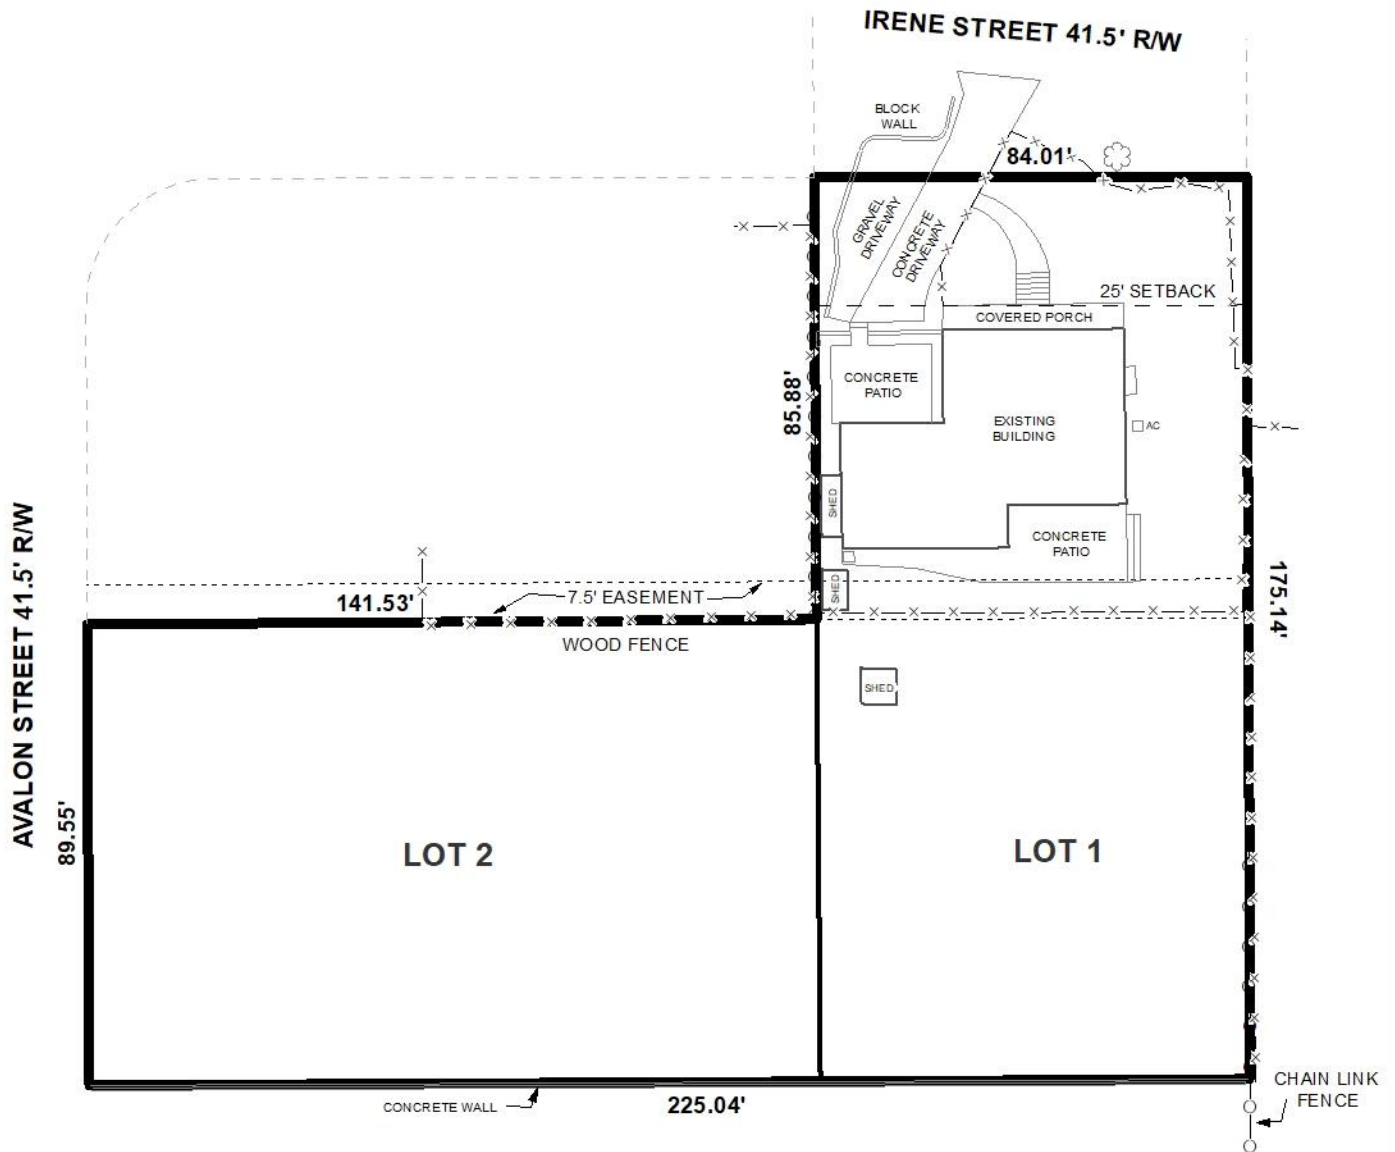 IRENE STREET 41.5' R/W
BLOCK
WALL
84.01'
GRAVEL
DRIVEWAY
CONCRETE
DRIVEWAY
25' SETBACK
COVERED PORCH
CONCRETE
PATIO
85.88'
EXISTING
BUILDING
AC
SHED
CONCRETE
PATIO
AVALON STREET 41.5' R/W
141.53'
7.5' EASEMENT
SHED
175.14'
WOOD FENCE
SHED
89.55'
LOT 2
LOT 1
CONCRETE WALL
225.04'
CHAIN LINK
FENCE